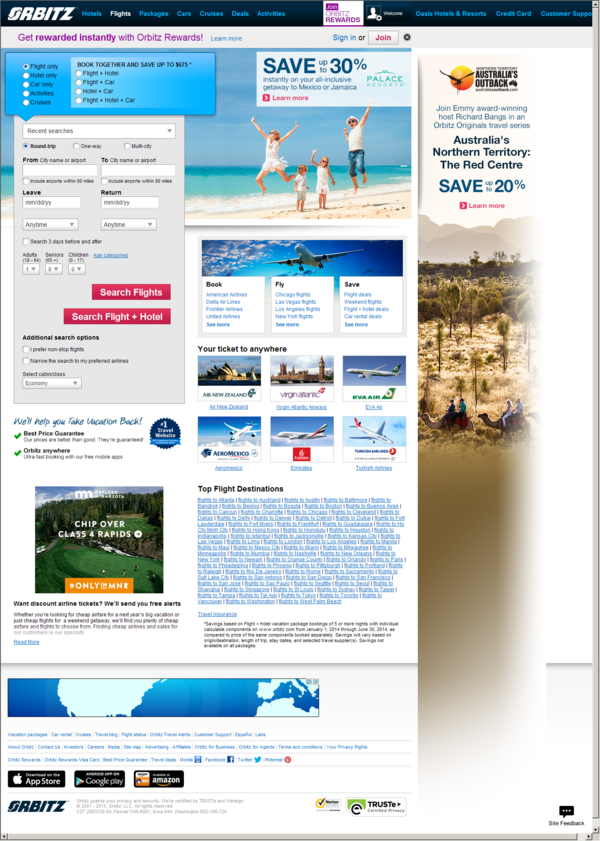 ORBITZ Hotels Flights Packages Cars Cruises Deals Activities JOIN ORBITZ REWARDS Welcome Oasis Hotels & Resorts Credit Card Customer Suppo
Get rewarded instantly with Orbitz Rewards! Learn more Sign in or Join
Flight only
Hotel only
Car only
Activities
Cruises
BOOK TOGETHER AND SAVE UP TO $675 *
Flight + Hotel
Flight + Car
Hotel + Car
Flight + Hotel + Car
Recent searches
Round-trip One-way Multi-city
From City name or airport To City name or airport
Include airports within 80 miles Include airports within 80 miles
Leave Return
mm/dd/yy mm/dd/yy
Anytime Anytime
Search 3 days before and after
Adults (18 - 64) Seniors (65 +) Children (0 - 17) Age categories
1 0 0
Search Flights
Search Flight + Hotel
Additional search options
I prefer non-stop flights
Narrow the search to my preferred airlines
Select cabin/class
Economy
SAVE up to 30%
on your all-inclusive
getaway to Mexico or Jamaica
Learn more
PALACE RESORTS
NORTHERN TERRITORY
AUSTRALIA'S
OUTBACK
australiaoutback.com
Join Emmy award-winning
host Richard Bangs in an
Orbitz Originals travel series
Australia's
Northern Territory:
The Red Centre
SAVE up to 20%
Learn more
Book
American Airlines
Delta Air Lines
Frontier Airlines
United Airlines
See more
Fly
Chicago flights
Las Vegas flights
Los Angeles flights
New York flights
See more
Save
Flight deals
Weekend flights
Flight + hotel deals
Car rental deals
See more
Your ticket to anywhere
AIR NEW ZEALAND virgin atlantic EVA AIR
Air New Zealand Virgin Atlantic Airways EVA Air
AEROMEXICO Emirates TURKISH AIRLINES
Aeromexico Emirates Turkish Airlines
We'll help you Take Vacation Back!
Best Price Guarantee
Our prices are better than good. They're guaranteed!
Orbitz anywhere
Ultra-fast booking with our free mobile apps
#1 Travel Website
EXPLORE MINNESOTA
CHIP OVER
CLASS 4 RAPIDS
#ONLYINMN
Want discount airline tickets? We'll send you free alerts
Whether you're looking for cheap airfare for a next year's big vacation or
just cheap flights for a weekend getaway, we'll find you plenty of cheap
airfare and flights to choose from. Finding cheap airlines and sales for
our customers is our specialty!
Read More
Top Flight Destinations
flights to Atlanta | flights to Auckland | flights to Austin | flights to Baltimore | flights to
Bangkok | flights to Beijing | flights to Bogota | flights to Boston | flights to Buenos Aires |
flights to Cancun | flights to Charlotte | flights to Chicago | flights to Cleveland | flights to
Dallas | flights to Delhi | flights to Denver | flights to Detroit | flights to Dubai | flights to Fort
Lauderdale | flights to Fort Myers | flights to Frankfurt | flights to Guadalajara | flights to Ho
Chi Minh City | flights to Hong Kong | flights to Honolulu | flights to Houston | flights to
Indianapolis | flights to Istanbul | flights to Jacksonville | flights to Kansas City | flights to
Las Vegas | flights to Lima | flights to London | flights to Los Angeles | flights to Manila |
flights to Maui | flights to Mexico City | flights to Miami | flights to Milwaukee | flights to
Minneapolis | flights to Mumbai | flights to Nashville | flights to New Orleans | flights to
New York | flights to Newark | flights to Orange County | flights to Orlando | flights to Paris
| flights to Philadelphia | flights to Phoenix | flights to Pittsburgh | flights to Portland | flights
to Raleigh | flights to Rio De Janeiro | flights to Rome | flights to Sacramento | flights to
Salt Lake City | flights to San Antonio | flights to San Diego | flights to San Francisco |
flights to San Jose | flights to Sao Paulo | flights to Seattle | flights to Seoul | flights to
Shanghai | flights to Singapore | flights to St Louis | flights to Sydney | flights to Taipei |
flights to Tampa | flights to Tel Aviv | flights to Tokyo | flights to Toronto | flights to
Vancouver | flights to Washington | flights to West Palm Beach
Travel Insurance
*Savings based on Flight + Hotel vacation package bookings of 5 or more nights with individual
calculable components on www.orbitz.com from January 1, 2014 through June 30, 2014, as
compared to price of the same components booked separately. Savings will vary based on
origin/destination, length of trip, stay dates, and selected travel supplier(s). Savings not
available on all packages.
Vacation packages | Car rental | Cruises | Travel blog | Flight status | Orbitz Travel Alerts | Customer Support | Español | Labs
About Orbitz | Contact Us | Investors | Careers | Media | Site map | Advertising | Affiliates | Orbitz for Business | Orbitz for Agents | Terms and conditions | Your Privacy Rights
Orbitz Rewards | Orbitz Rewards Visa Card | Best Price Guarantee | Travel deals | Mobile Facebook | Twitter Pinterest
Download on the App Store ANDROID APP ON Google play Available at amazon
ORBITZ
Orbitz guards your privacy and security. We're certified by TRUSTe and Verisign.
© 2001 - 2015, Orbitz, LLC. All rights reserved.
Norton
TRUSTe
Certified Privacy
Site Feedback